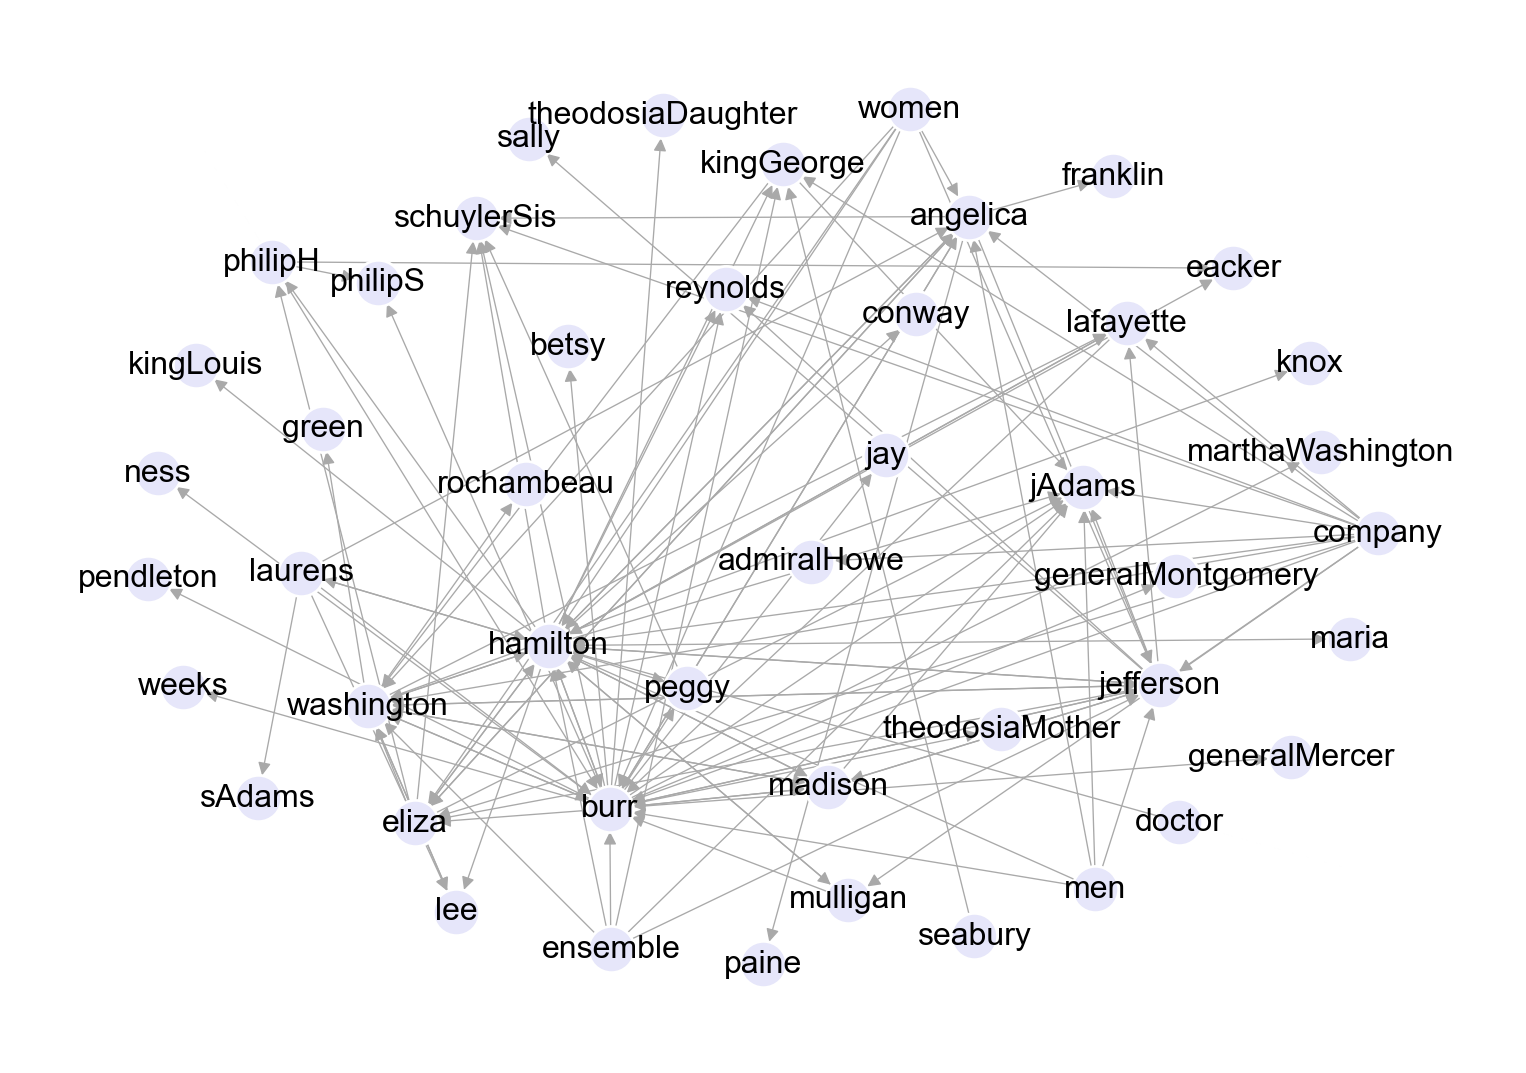 women
theodosiaDaughter
sally
kingGeorge
franklin
schuylerSis
angelica
philipH
philipS
eacker
reynolds
conway
lafayette
betsy
kingLouis
knox
green
jay
marthaWashington
ness
rochambeau
jAdams
company
pendleton
laurens
admiralHowe
generalMontgomery
hamilton
maria
weeks
washington
peggy
jefferson
theodosiaMother
generalMercer
sAdams
eliza
burr
madison
doctor
lee
mulligan
men
ensemble
paine
seabury